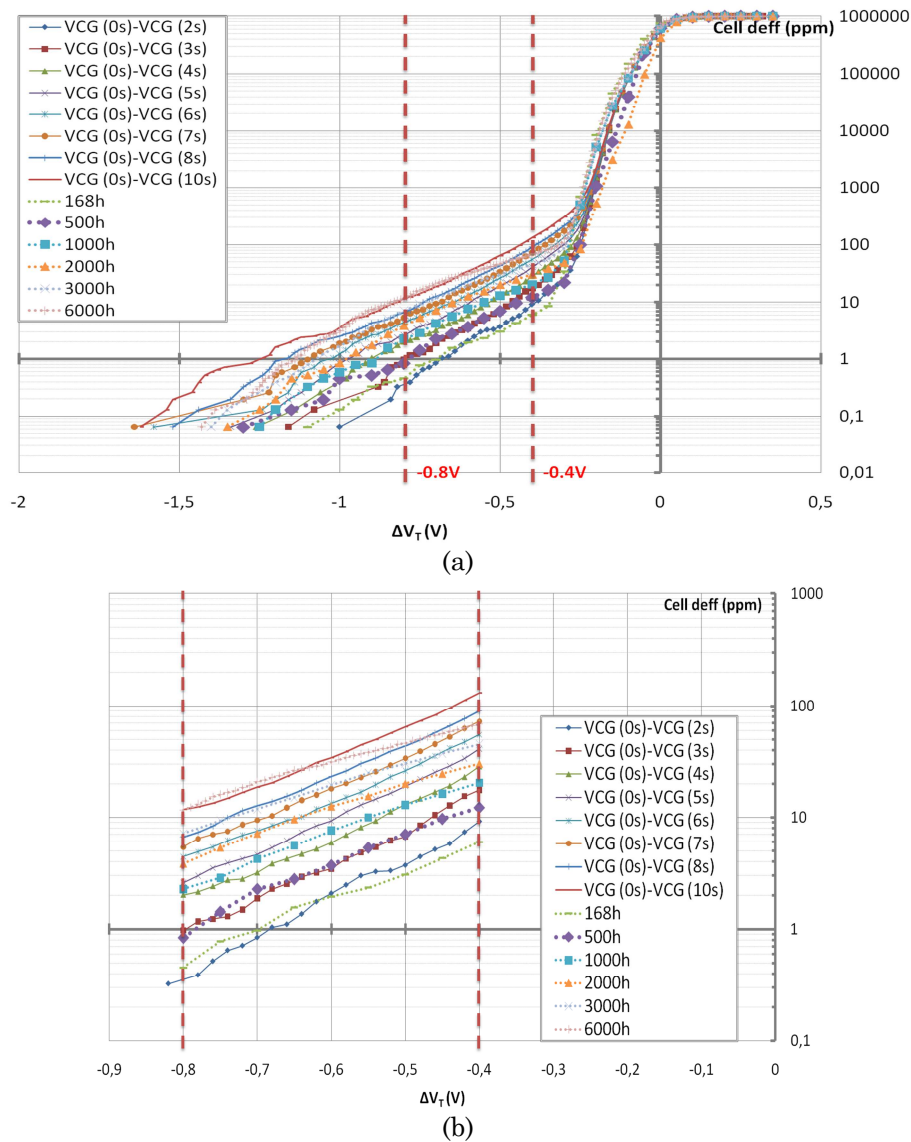 Cell deff (ppm)
VCG (0s)-VCG (2s)
VCG (0s)-VCG (3s)
VCG (0s)-VCG (4s)
VCG (0s)-VCG (5s)
VCG (0s)-VCG (6s)
VCG (0s)-VCG (7s)
VCG (0s)-VCG (8s)
VCG (0s)-VCG (10s)
168h
500h
1000h
2000h
3000h
6000h
1000000
100000
10000
1000
100
10
1
0,1
0,01
-0.8V
-0.4V
-2
-1,5
-1
-0,5
0
0,5
ΔV_T (V)
(a)
Cell deff (ppm)
1000
100
10
1
0,1
VCG (0s)-VCG (2s)
VCG (0s)-VCG (3s)
VCG (0s)-VCG (4s)
VCG (0s)-VCG (5s)
VCG (0s)-VCG (6s)
VCG (0s)-VCG (7s)
VCG (0s)-VCG (8s)
VCG (0s)-VCG (10s)
168h
500h
1000h
2000h
3000h
6000h
-0,9
-0,8
-0,7
-0,6
-0,5
-0,4
-0,3
-0,2
-0,1
0
ΔV_T (V)
(b)